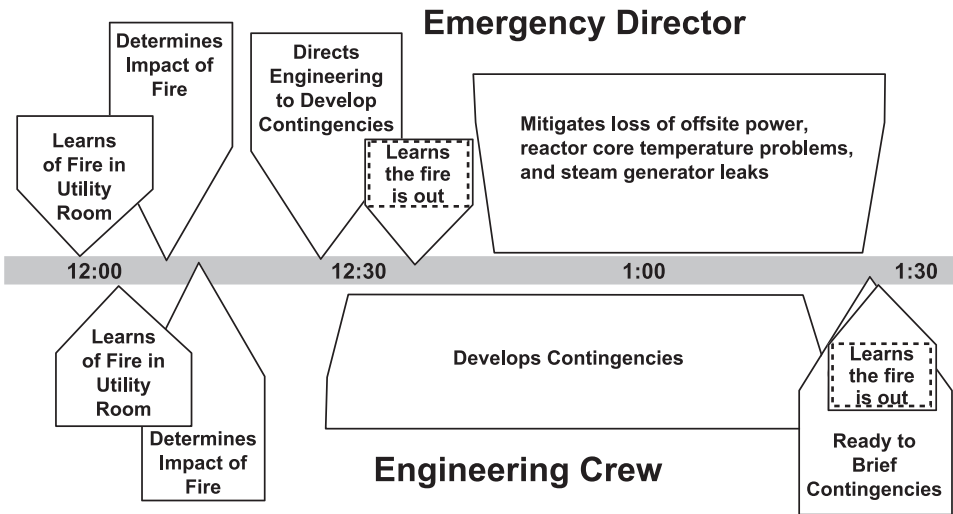 Emergency Director
Determines
Impact of
Fire
Directs
Engineering
to Develop
Contingencies
Learns
of Fire in
Utility
Room
Learns
the fire
is out
Mitigates loss of offsite power,
reactor core temperature problems,
and steam generator leaks
12:00
12:30
1:00
1:30
Learns
of Fire in
Utility
Room
Determines
Impact of
Fire
Develops Contingencies
Learns
the fire
is out
Ready to
Brief
Contingencies
Engineering Crew